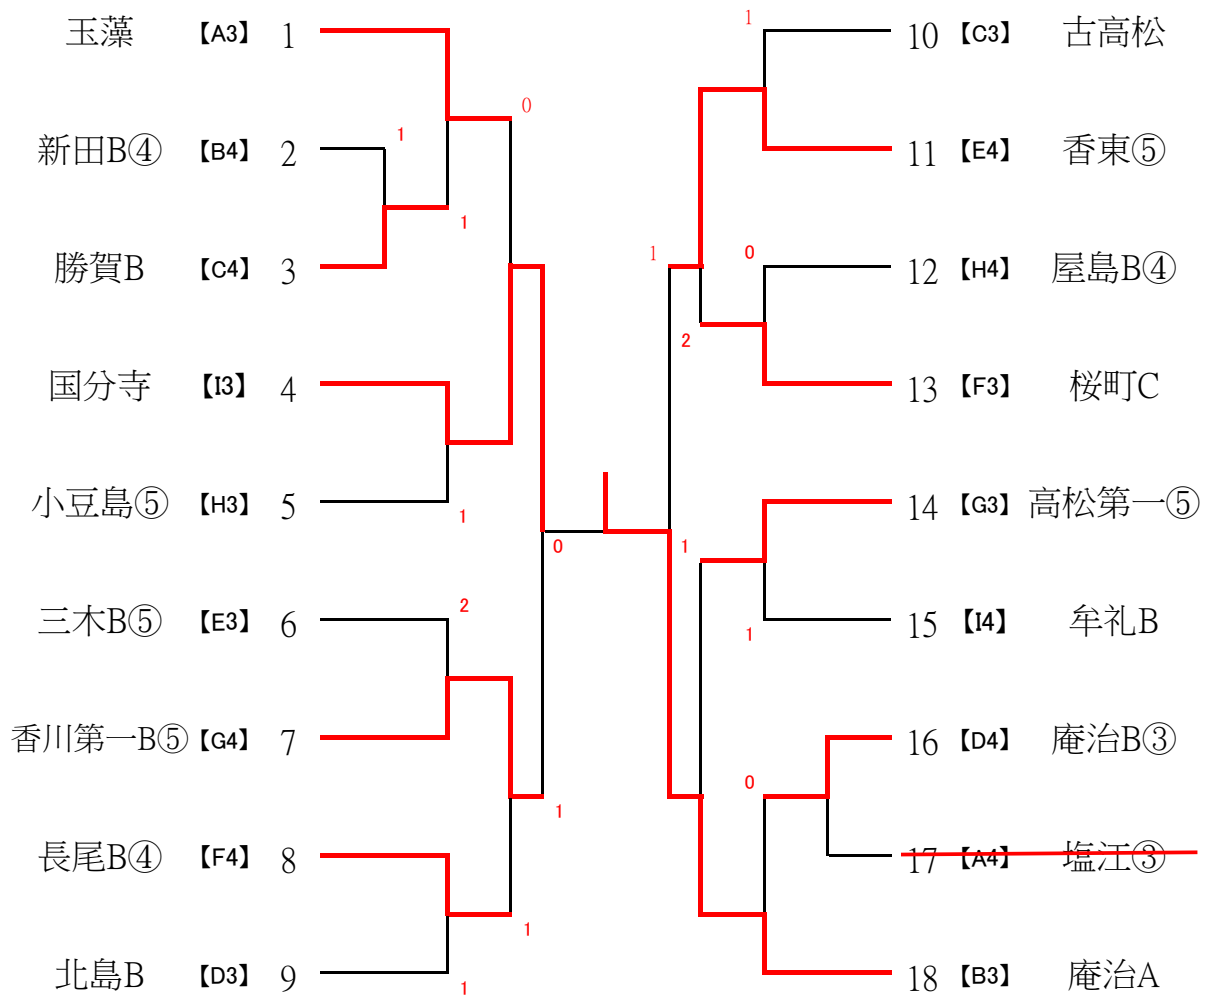 玉藻 【A3】 1
新田B④ 【B4】 2
勝賀B 【C4】 3
国分寺 【I3】 4
小豆島⑤ 【H3】 5
三木B⑤ 【E3】 6
香川第一B⑤ 【G4】 7
長尾B④ 【F4】 8
北島B 【D3】 9
1
0
1
1
0
2
1
1
1
1
1
0
1
2
1
1
0
10 【C3】 古高松
11 【E4】 香東⑤
12 【H4】 屋島B④
13 【F3】 桜町C
14 【G3】 高松第一⑤
15 【I4】 牟礼B
16 【D4】 庵治B③
17 【A4】 塩江③
18 【B3】 庵治A